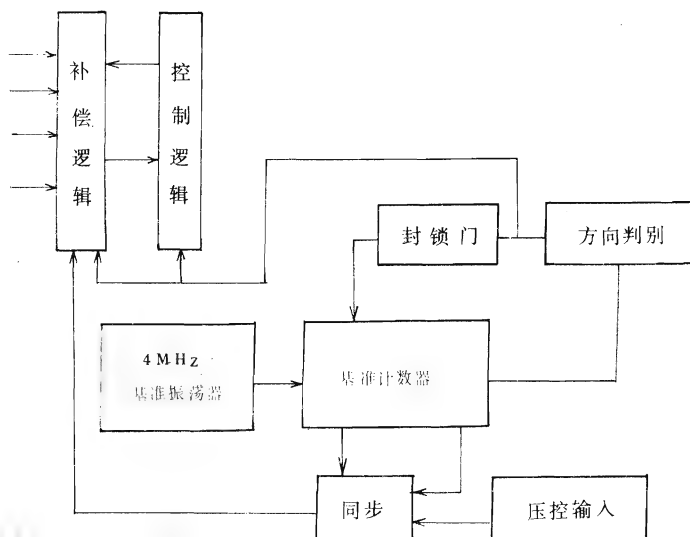 补偿逻辑
控制逻辑
封锁门
方向判别
4MHz
基准振荡器
基准计数器
同步
压控输入